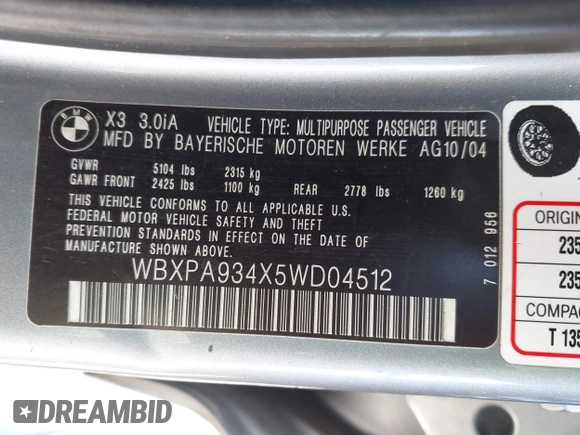 BMW
X3 3.0iA VEHICLE TYPE: MULTIPURPOSE PASSENGER VEHICLE
MFD BY BAYERISCHE MOTOREN WERKE AG10/04
GVWR 5104 lbs 2315 kg
GAWR FRONT 2425 lbs 1100 kg REAR 2778 lbs 1260 kg
THIS VEHICLE CONFORMS TO ALL APPLICABLE U.S.
FEDERAL MOTOR VEHICLE SAFETY AND THEFT
PREVENTION STANDARDS IN EFFECT ON THE DATE OF
MANUFACTURE SHOWN ABOVE.
WBXPA934X5WD04512
7 012 956
ORIGIN
235
235
COMPAC
T 135
DREAMBID